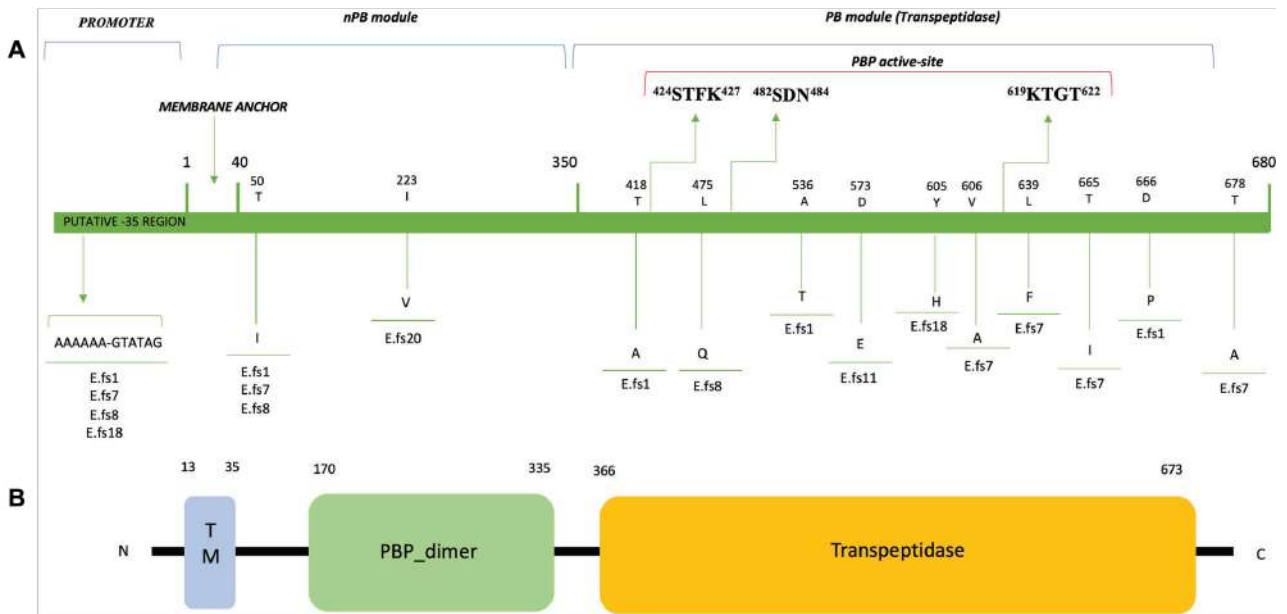 A
PROMOTER
nPB module
PB module (Transpeptidase)
PBP active-site
⁴²⁴STFK⁴²⁷ ⁴⁸²SDN⁴⁸⁴ ⁶¹⁹KTGT⁶²²
MEMBRANE ANCHOR
1 40 350 680
50 223 418 475 536 573 605 606 639 665 666 678
T I T L A D Y V L T D T
PUTATIVE -35 REGION
AAAAAA-GTATAG
E.fs1
E.fs7
E.fs8
E.fs18
I
E.fs1
E.fs7
E.fs8
V
E.fs20
A
E.fs1
Q
E.fs8
T
E.fs1
E
E.fs11
H
E.fs18
A
E.fs7
F
E.fs7
I
E.fs7
P
E.fs1
A
E.fs7
B
13 35 170 335 366 673
N
T
M
PBP_dimer
Transpeptidase
C